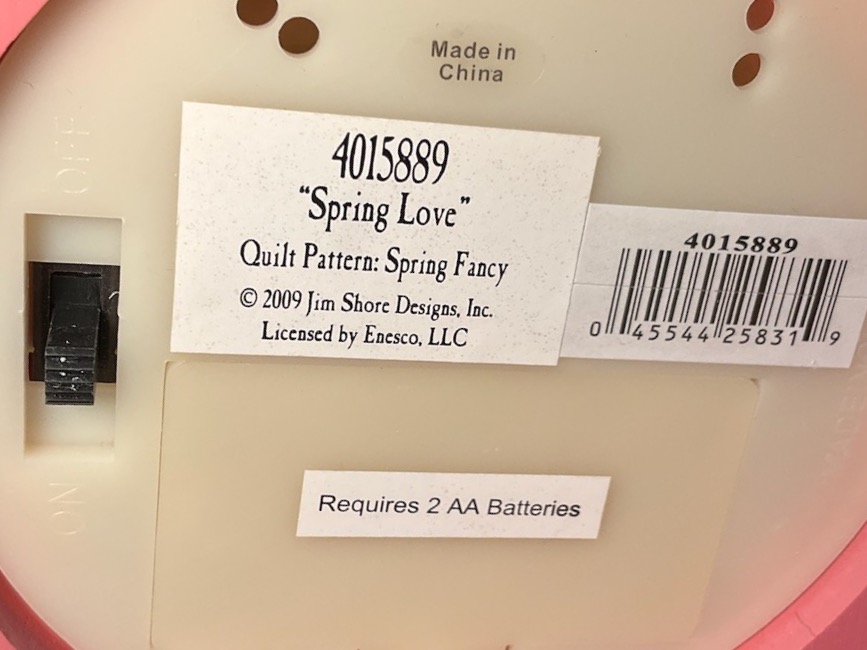 Made in
China
OFF
4015889
"Spring Love"
Quilt Pattern: Spring Fancy
© 2009 Jim Shore Designs, Inc.
Licensed by Enesco, LLC
4015889
0 45544 25831 9
ON
Requires 2 AA Batteries